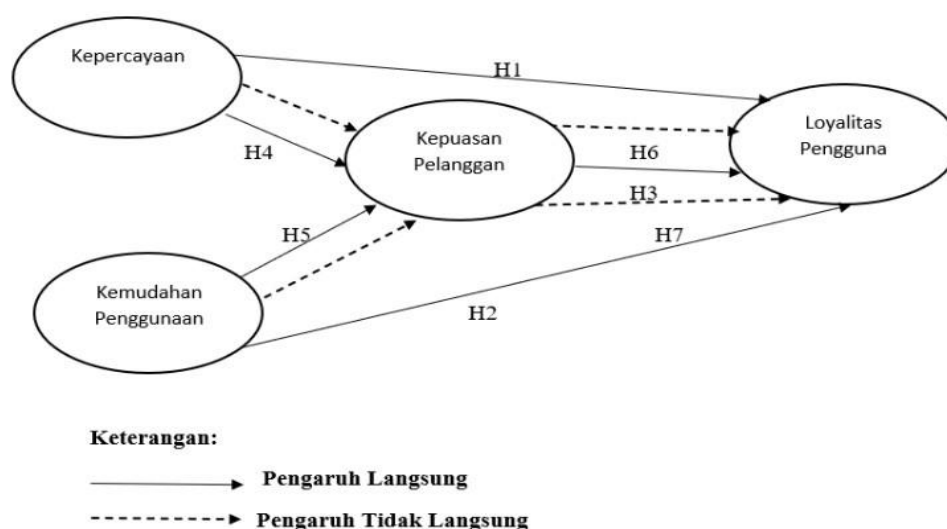 Kepercayaan
H1
Loyalitas
Pengguna
Kepuasan
Pelanggan
H4
H6
H3
H5
H7
Kemudahan
Penggunaan
H2
Keterangan:
Pengaruh Langsung
Pengaruh Tidak Langsung